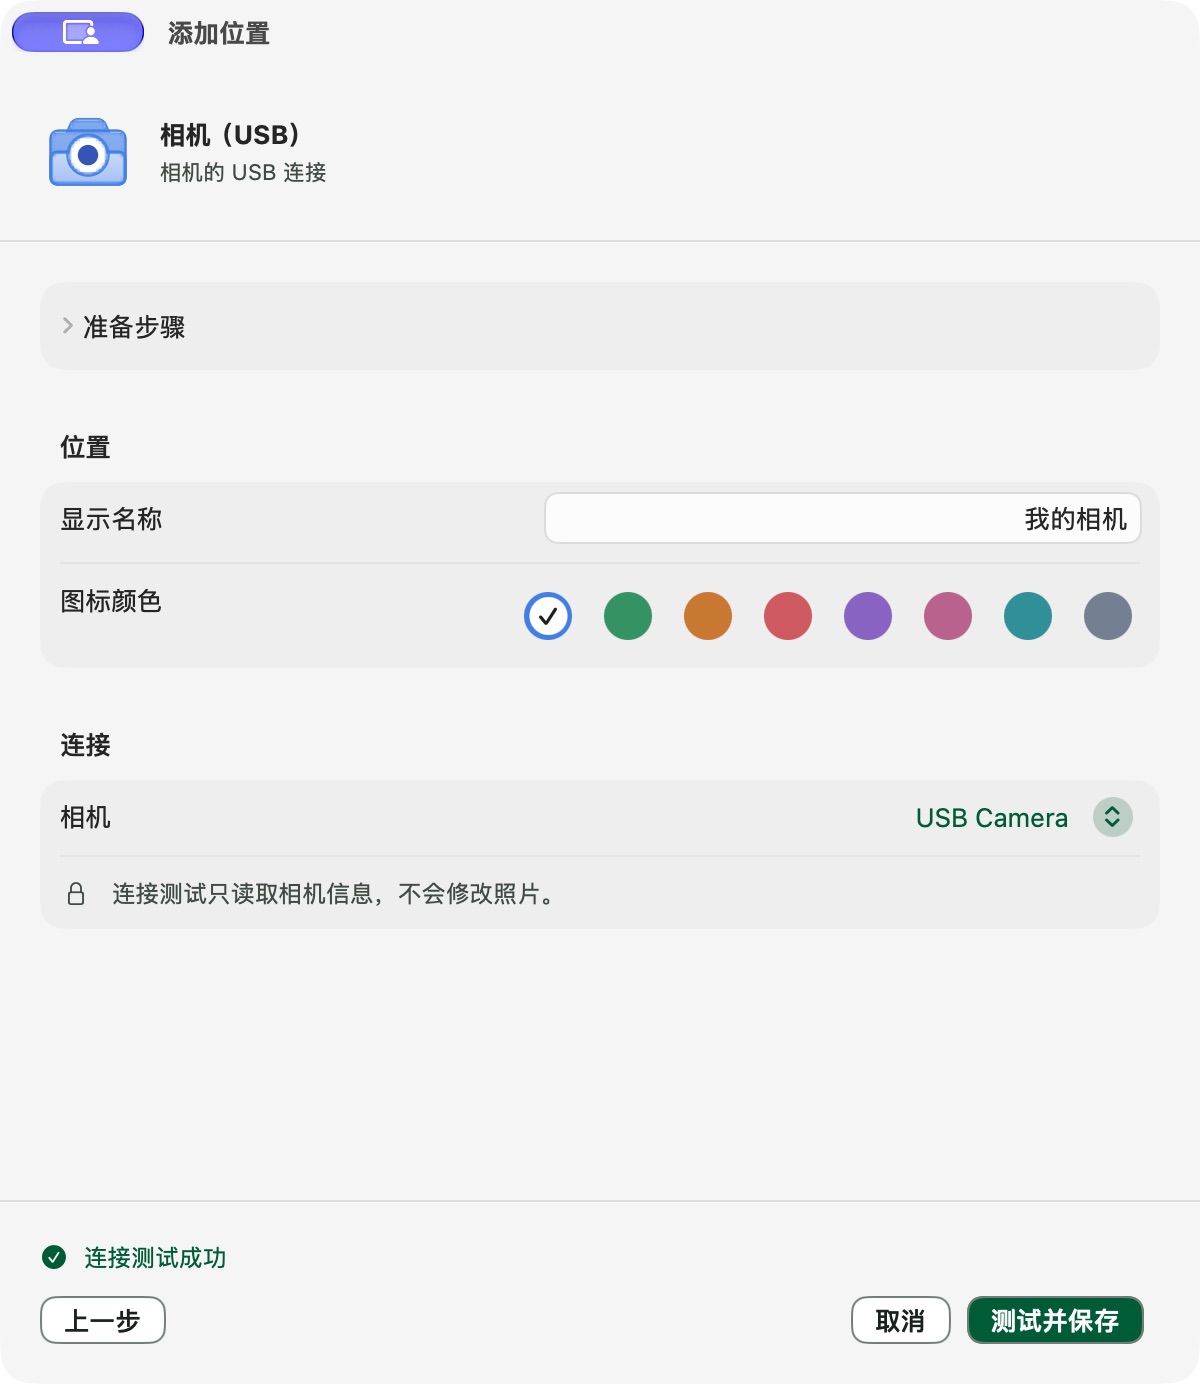 添加位置
相机（USB）
相机的 USB 连接
准备步骤
位置
显示名称
我的相机
图标颜色
连接
相机
USB Camera
连接测试只读取相机信息，不会修改照片。
连接测试成功
上一步
取消
测试并保存